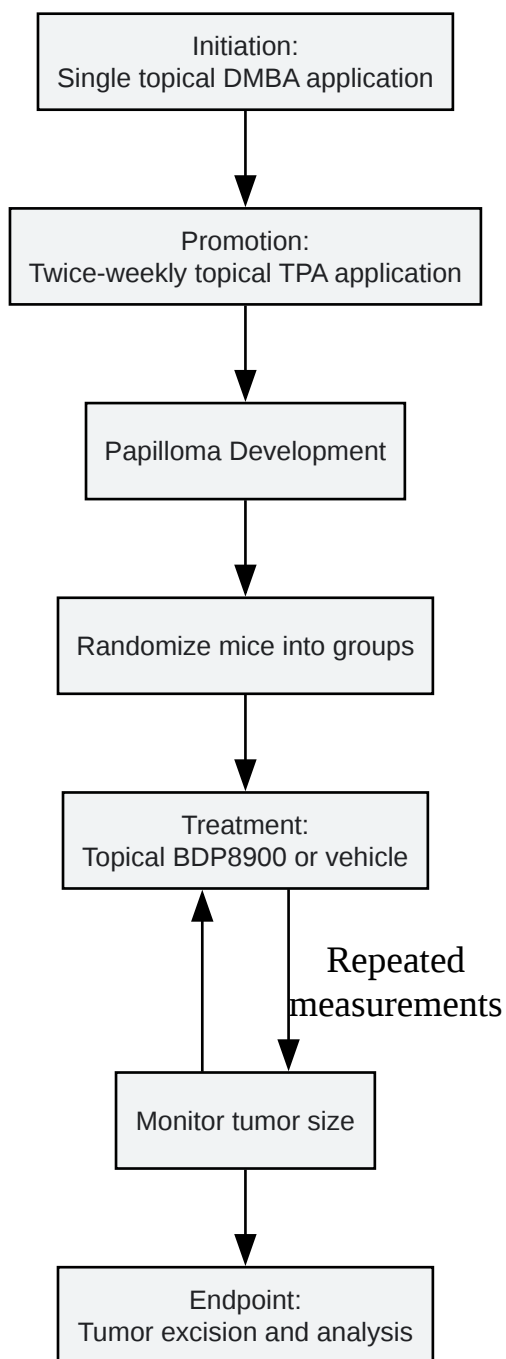 Initiation:
Single topical DMBA application
Promotion:
Twice-weekly topical TPA application
Papilloma Development
Randomize mice into groups
Treatment:
Topical BDP8900 or vehicle
Repeated
measurements
Monitor tumor size
Endpoint:
Tumor excision and analysis